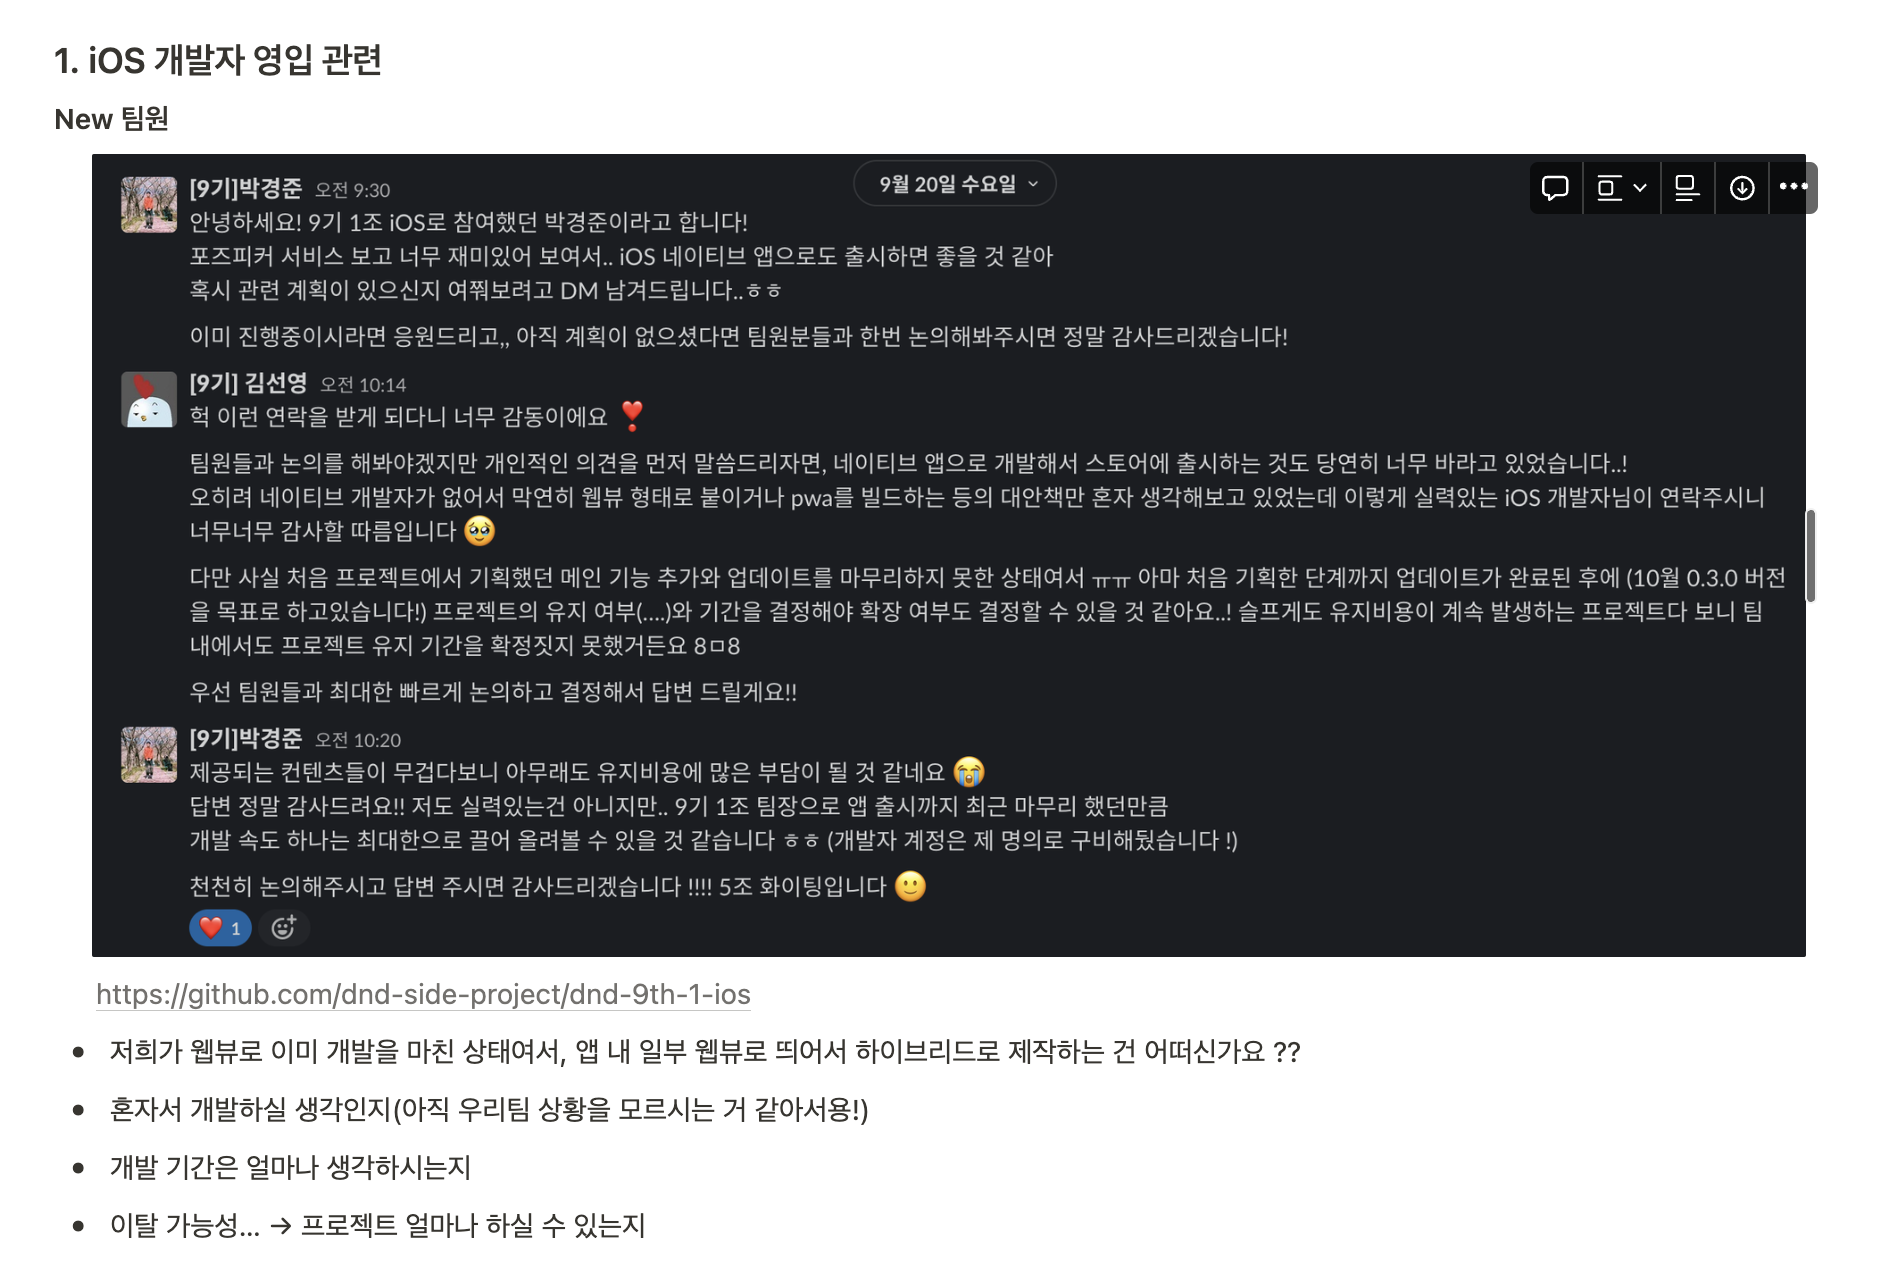 1. iOS 개발자 영입 관련
New 팀원
9월 20일 수요일
[9기]박경준 오전 9:30
안녕하세요! 9기 1조 iOS로 참여했던 박경준이라고 합니다!
포즈피커 서비스 보고 너무 재미있어 보여서.. iOS 네이티브 앱으로도 출시하면 좋을 것 같아
혹시 관련 계획이 있으신지 여쭤보려고 DM 남겨드립니다..ㅎㅎ
이미 진행중이시라면 응원드리고,, 아직 계획이 없으셨다면 팀원분들과 한번 논의해봐주시면 정말 감사드리겠습니다!
[9기] 김선영 오전 10:14
헉 이런 연락을 받게 되다니 너무 감동이에요 ❣️
팀원들과 논의를 해봐야겠지만 개인적인 의견을 먼저 말씀드리자면, 네이티브 앱으로 개발해서 스토어에 출시하는 것도 당연히 너무 바라고 있었습니다..!
오히려 네이티브 개발자가 없어서 막연히 웹뷰 형태로 붙이거나 pwa를 빌드하는 등의 대안책만 혼자 생각해보고 있었는데 이렇게 실력있는 iOS 개발자님이 연락주시니
너무너무 감사할 따름입니다 🥹
다만 사실 처음 프로젝트에서 기획했던 메인 기능 추가와 업데이트를 마무리하지 못한 상태여서 ㅠㅠ 아마 처음 기획한 단계까지 업데이트가 완료된 후에 (10월 0.3.0 버전
을 목표로 하고있습니다!) 프로젝트의 유지 여부(....)와 기간을 결정해야 확장 여부도 결정할 수 있을 것 같아요..! 슬프게도 유지비용이 계속 발생하는 프로젝트다 보니 팀
내에서도 프로젝트 유지 기간을 확정짓지 못했거든요 8ㅁ8
우선 팀원들과 최대한 빠르게 논의하고 결정해서 답변 드릴게요!!
[9기]박경준 오전 10:20
제공되는 컨텐츠들이 무겁다보니 아무래도 유지비용에 많은 부담이 될 것 같네요 😭
답변 정말 감사드려요!! 저도 실력있는건 아니지만.. 9기 1조 팀장으로 앱 출시까지 최근 마무리 했던만큼
개발 속도 하나는 최대한으로 끌어 올려볼 수 있을 것 같습니다 ㅎㅎ (개발자 계정은 제 명의로 구비해뒀습니다 !)
천천히 논의해주시고 답변 주시면 감사드리겠습니다 !!!! 5조 화이팅입니다 🙂
❤️ 1
https://github.com/dnd-side-project/dnd-9th-1-ios
• 저희가 웹뷰로 이미 개발을 마친 상태여서, 앱 내 일부 웹뷰로 띄어서 하이브리드로 제작하는 건 어떠신가요 ??
• 혼자서 개발하실 생각인지(아직 우리팀 상황을 모르시는 거 같아서용!)
• 개발 기간은 얼마나 생각하시는지
• 이탈 가능성... → 프로젝트 얼마나 하실 수 있는지